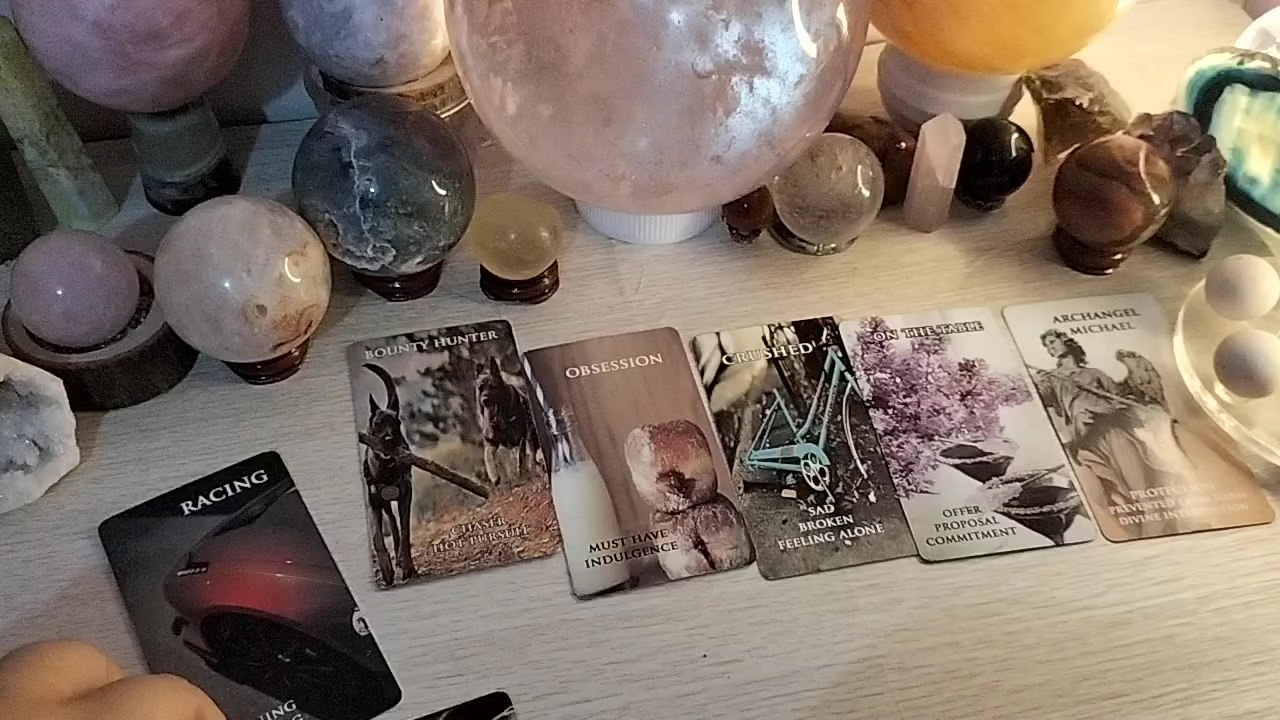 BOUNTY HUNTER
CHASER
HOT PURSUIT
OBSESSION
MUST HAVE
INDULGENCE
CRUSHED
SAD
BROKEN
FEELING ALONE
ON THE TABLE
OFFER
PROPOSAL
COMMITMENT
ARCHANGEL
MICHAEL
PROTECTION
DIVINE INTERVENTION
RACING